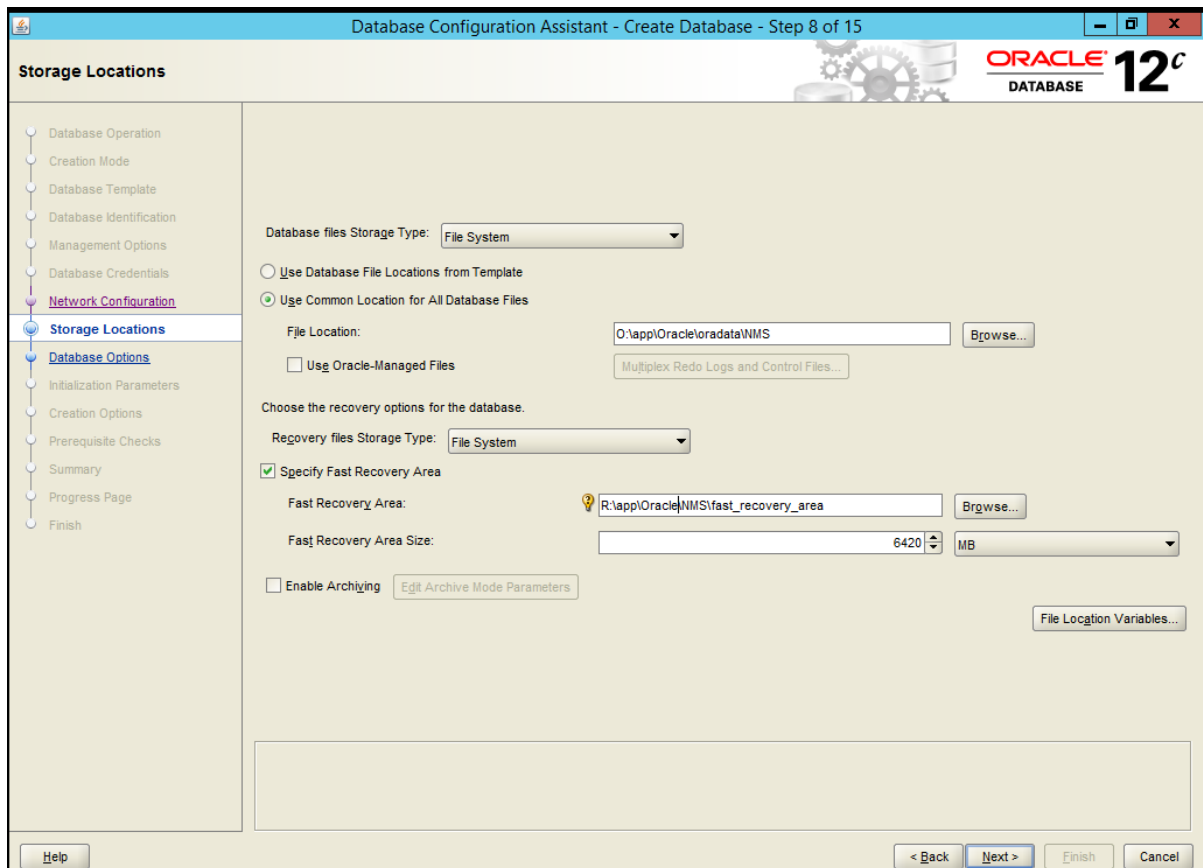 Database Configuration Assistant - Create Database - Step 8 of 15
Storage Locations
ORACLE DATABASE 12c
Database Operation
Creation Mode
Database Template
Database Identification
Management Options
Database Credentials
Network Configuration
Storage Locations
Database Options
Initialization Parameters
Creation Options
Prerequisite Checks
Summary
Progress Page
Finish
Database files Storage Type: File System
Use Database File Locations from Template
Use Common Location for All Database Files
File Location: O:\app\Oracle\oradata\NMS Browse...
Use Oracle-Managed Files Multiplex Redo Logs and Control Files...
Choose the recovery options for the database.
Recovery files Storage Type: File System
Specify Fast Recovery Area
Fast Recovery Area: R:\app\Oracle\NMS\fast_recovery_area Browse...
Fast Recovery Area Size: 6420 MB
Enable Archiving Edit Archive Mode Parameters
File Location Variables...
Help < Back Next > Finish Cancel